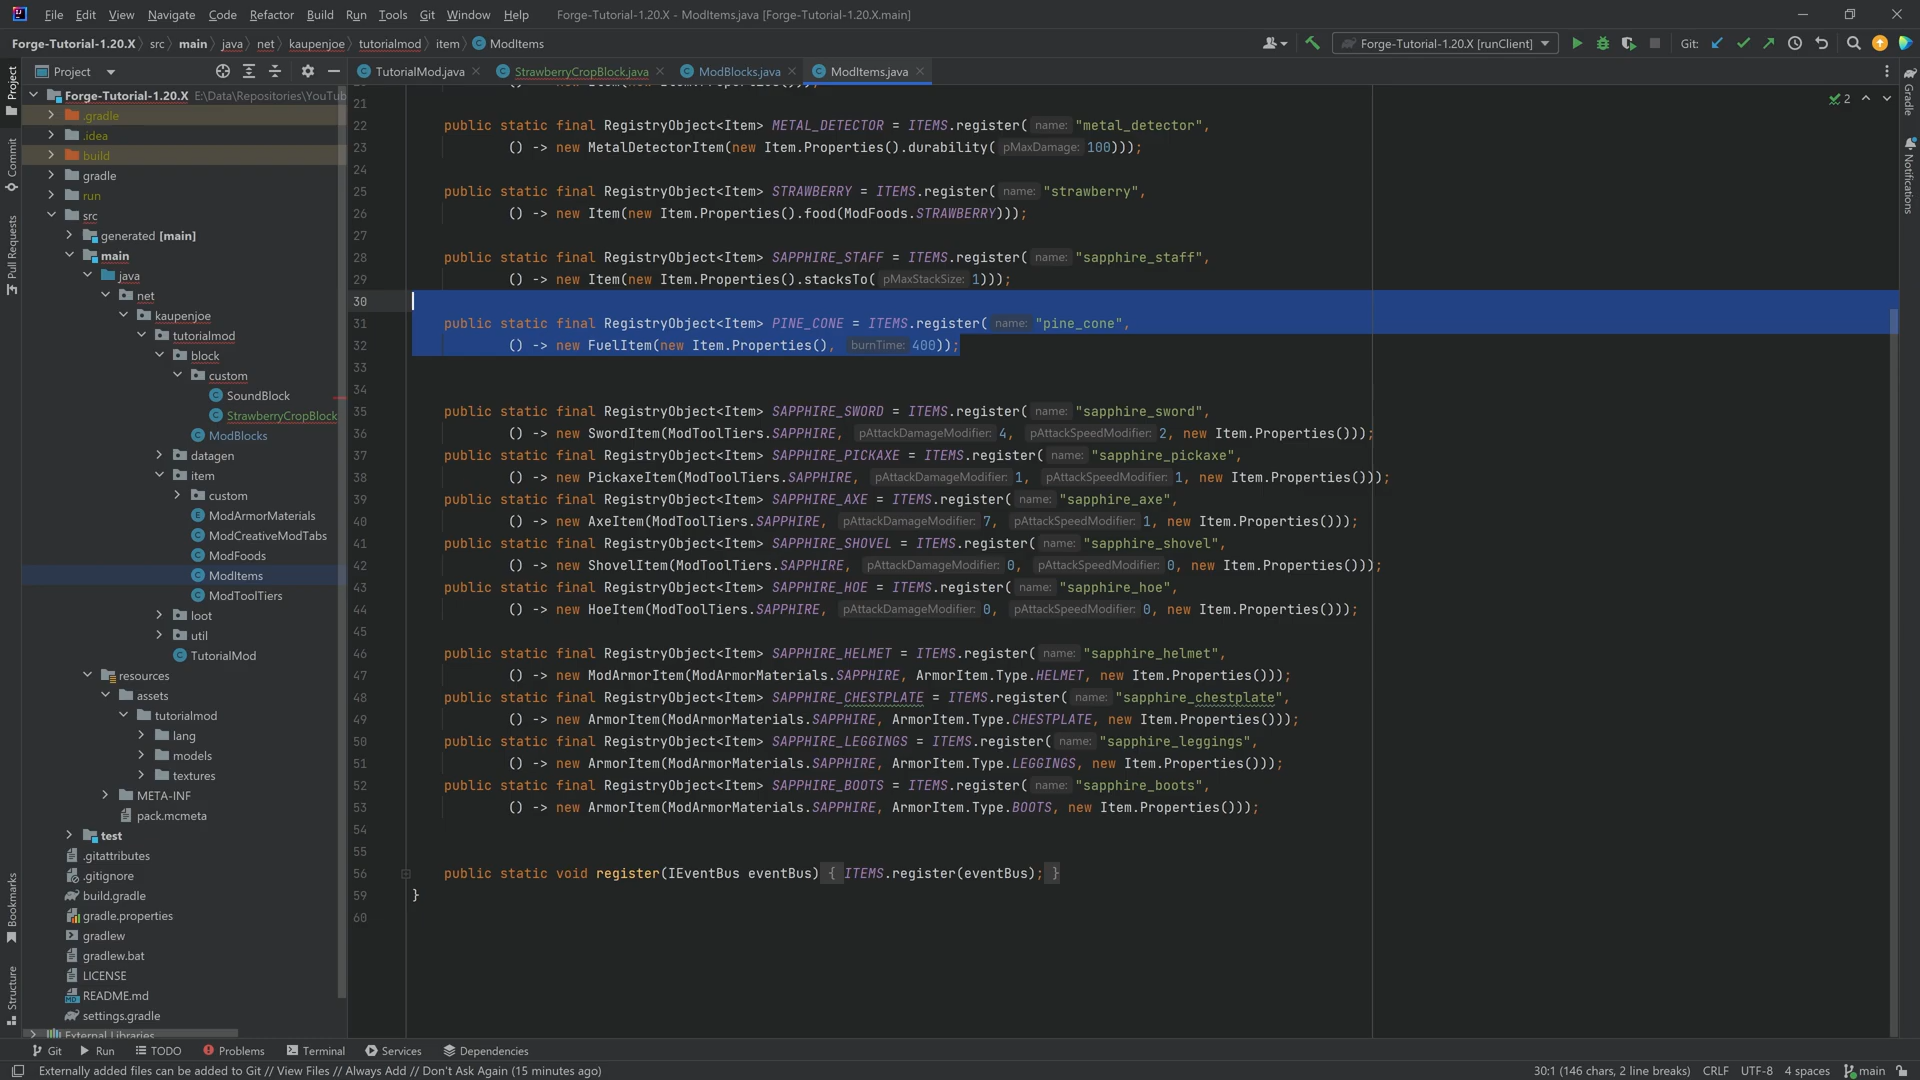 File Edit View Navigate Code Refactor Build Run Tools Git Window Help Forge-Tutorial-1.20.X - ModItems.java [Forge-Tutorial-1.20.X.main]
Forge-Tutorial-1.20.X src main java net kaupenjoe tutorialmod item ModItems Forge-Tutorial-1.20.X [runClient] Git:
Project TutorialMod.java StrawberryCropBlock.java ModBlocks.java ModItems.java
Project
Commit
Pull Requests
Bookmarks
Structure
Forge-Tutorial-1.20.X E:\Data\Repositories\YouTub
.gradle
.idea
build
gradle
run
src
generated [main]
main
java
net
kaupenjoe
tutorialmod
block
custom
SoundBlock
StrawberryCropBlock
ModBlocks
datagen
item
custom
ModArmorMaterials
ModCreativeModTabs
ModFoods
ModItems
ModToolTiers
loot
util
TutorialMod
resources
assets
tutorialmod
lang
models
textures
META-INF
pack.mcmeta
test
.gitattributes
.gitignore
build.gradle
gradle.properties
gradlew
gradlew.bat
LICENSE
README.md
settings.gradle
External Libraries
() -> new Item(new Item.Properties()));
21
22 public static final RegistryObject<Item> METAL_DETECTOR = ITEMS.register( name: "metal_detector",
23 () -> new MetalDetectorItem(new Item.Properties().durability( pMaxDamage: 100)));
24
25 public static final RegistryObject<Item> STRAWBERRY = ITEMS.register( name: "strawberry",
26 () -> new Item(new Item.Properties().food(ModFoods.STRAWBERRY)));
27
28 public static final RegistryObject<Item> SAPPHIRE_STAFF = ITEMS.register( name: "sapphire_staff",
29 () -> new Item(new Item.Properties().stacksTo( pMaxStackSize: 1)));
30
31 public static final RegistryObject<Item> PINE_CONE = ITEMS.register( name: "pine_cone",
32 () -> new FuelItem(new Item.Properties(), burnTime: 400));
33
34
35 public static final RegistryObject<Item> SAPPHIRE_SWORD = ITEMS.register( name: "sapphire_sword",
36 () -> new SwordItem(ModToolTiers.SAPPHIRE, pAttackDamageModifier: 4, pAttackSpeedModifier: 2, new Item.Properties()));
37 public static final RegistryObject<Item> SAPPHIRE_PICKAXE = ITEMS.register( name: "sapphire_pickaxe",
38 () -> new PickaxeItem(ModToolTiers.SAPPHIRE, pAttackDamageModifier: 1, pAttackSpeedModifier: 1, new Item.Properties()));
39 public static final RegistryObject<Item> SAPPHIRE_AXE = ITEMS.register( name: "sapphire_axe",
40 () -> new AxeItem(ModToolTiers.SAPPHIRE, pAttackDamageModifier: 7, pAttackSpeedModifier: 1, new Item.Properties()));
41 public static final RegistryObject<Item> SAPPHIRE_SHOVEL = ITEMS.register( name: "sapphire_shovel",
42 () -> new ShovelItem(ModToolTiers.SAPPHIRE, pAttackDamageModifier: 0, pAttackSpeedModifier: 0, new Item.Properties()));
43 public static final RegistryObject<Item> SAPPHIRE_HOE = ITEMS.register( name: "sapphire_hoe",
44 () -> new HoeItem(ModToolTiers.SAPPHIRE, pAttackDamageModifier: 0, pAttackSpeedModifier: 0, new Item.Properties()));
45
46 public static final RegistryObject<Item> SAPPHIRE_HELMET = ITEMS.register( name: "sapphire_helmet",
47 () -> new ModArmorItem(ModArmorMaterials.SAPPHIRE, ArmorItem.Type.HELMET, new Item.Properties()));
48 public static final RegistryObject<Item> SAPPHIRE_CHESTPLATE = ITEMS.register( name: "sapphire_chestplate",
49 () -> new ArmorItem(ModArmorMaterials.SAPPHIRE, ArmorItem.Type.CHESTPLATE, new Item.Properties()));
50 public static final RegistryObject<Item> SAPPHIRE_LEGGINGS = ITEMS.register( name: "sapphire_leggings",
51 () -> new ArmorItem(ModArmorMaterials.SAPPHIRE, ArmorItem.Type.LEGGINGS, new Item.Properties()));
52 public static final RegistryObject<Item> SAPPHIRE_BOOTS = ITEMS.register( name: "sapphire_boots",
53 () -> new ArmorItem(ModArmorMaterials.SAPPHIRE, ArmorItem.Type.BOOTS, new Item.Properties()));
54
55
56 public static void register(IEventBus eventBus) { ITEMS.register(eventBus); }
59 }
60
2
Gradle
Notifications
Git Run TODO Problems Terminal Services Dependencies
Externally added files can be added to Git // View Files // Always Add // Don't Ask Again (15 minutes ago) 30:1 (146 chars, 2 line breaks) CRLF UTF-8 4 spaces main